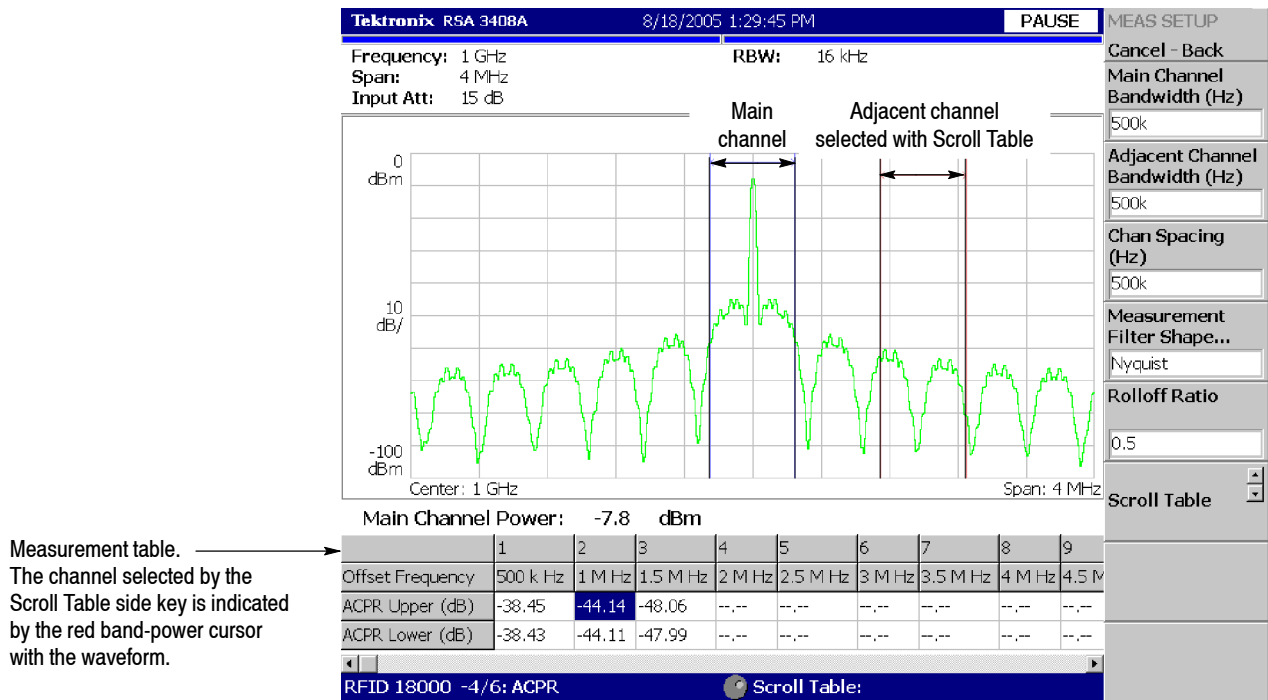 Tektronix RSA 3408A 8/18/2005 1:29:45 PM PAUSE
Frequency: 1 GHz RBW: 16 kHz
Span: 4 MHz
Input Att: 15 dB
Main channel
Adjacent channel
selected with Scroll Table
0
dBm
10
dB/
-100
dBm
Center: 1 GHz Span: 4 MHz
Main Channel Power: -7.8 dBm
1 2 3 4 5 6 7 8 9
Offset Frequency 500 k Hz 1 M Hz 1.5 M Hz 2 M Hz 2.5 M Hz 3 M Hz 3.5 M Hz 4 M Hz 4.5 M
ACPR Upper (dB) -38.45 -44.14 -48.06 --.-- --.-- --.-- --.-- --.-- --.--
ACPR Lower (dB) -38.43 -44.11 -47.99 --.-- --.-- --.-- --.-- --.-- --.--
RFID 18000 -4/6: ACPR Scroll Table:
MEAS SETUP
Cancel - Back
Main Channel
Bandwidth (Hz)
500k
Adjacent Channel
Bandwidth (Hz)
500k
Chan Spacing
(Hz)
500k
Measurement
Filter Shape...
Nyquist
Rolloff Ratio
0.5
Scroll Table
Measurement table.
The channel selected by the
Scroll Table side key is indicated
by the red band-power cursor
with the waveform.